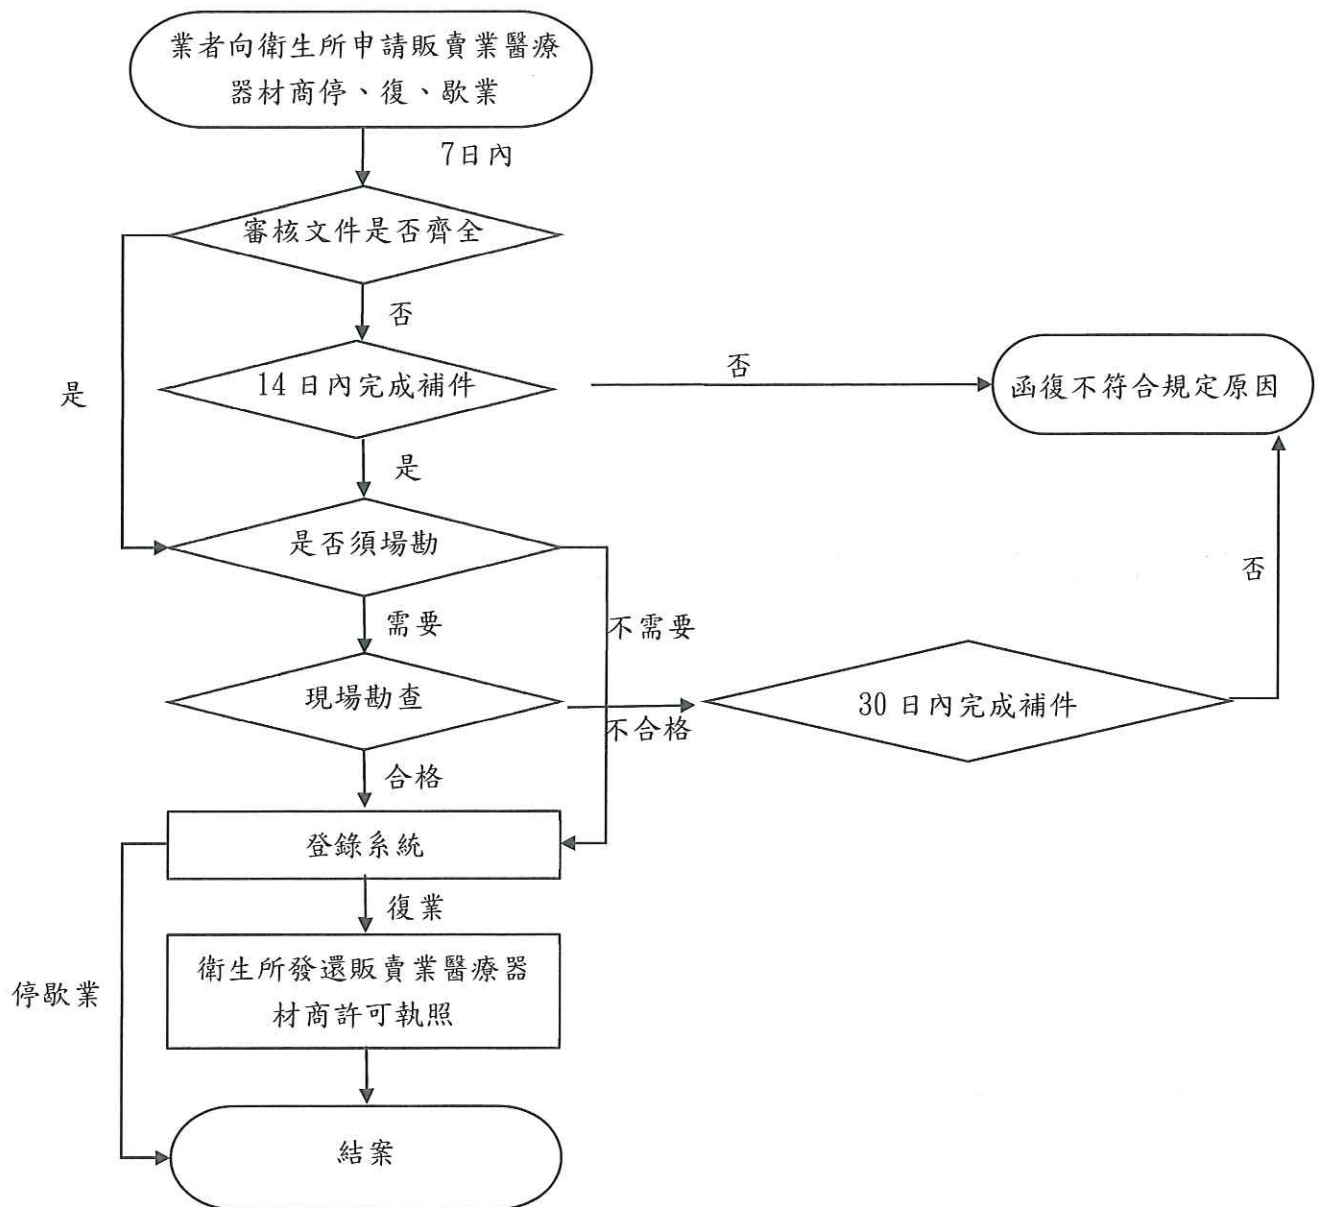 業者向衛生所申請販賣業醫療
器材商停、復、歇業
7日內
審核文件是否齊全
否
是
14 日內完成補件
否
函復不符合規定原因
是
是否須場勘
否
需要
不需要
現場勘查
不合格
30 日內完成補件
合格
登錄系統
復業
停歇業
衛生所發還販賣業醫療器
材商許可執照
結案